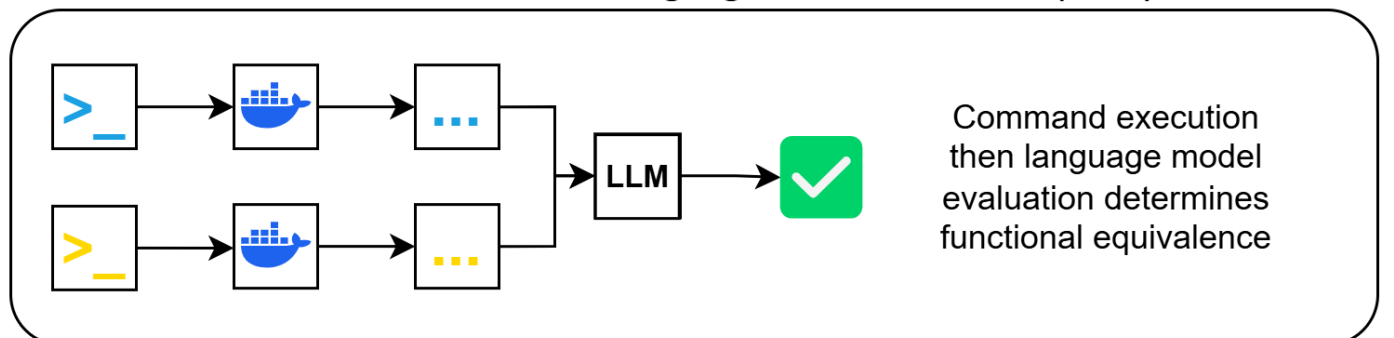 >_
...
LLM
>_
...
Command execution
then language model
evaluation determines
functional equivalence